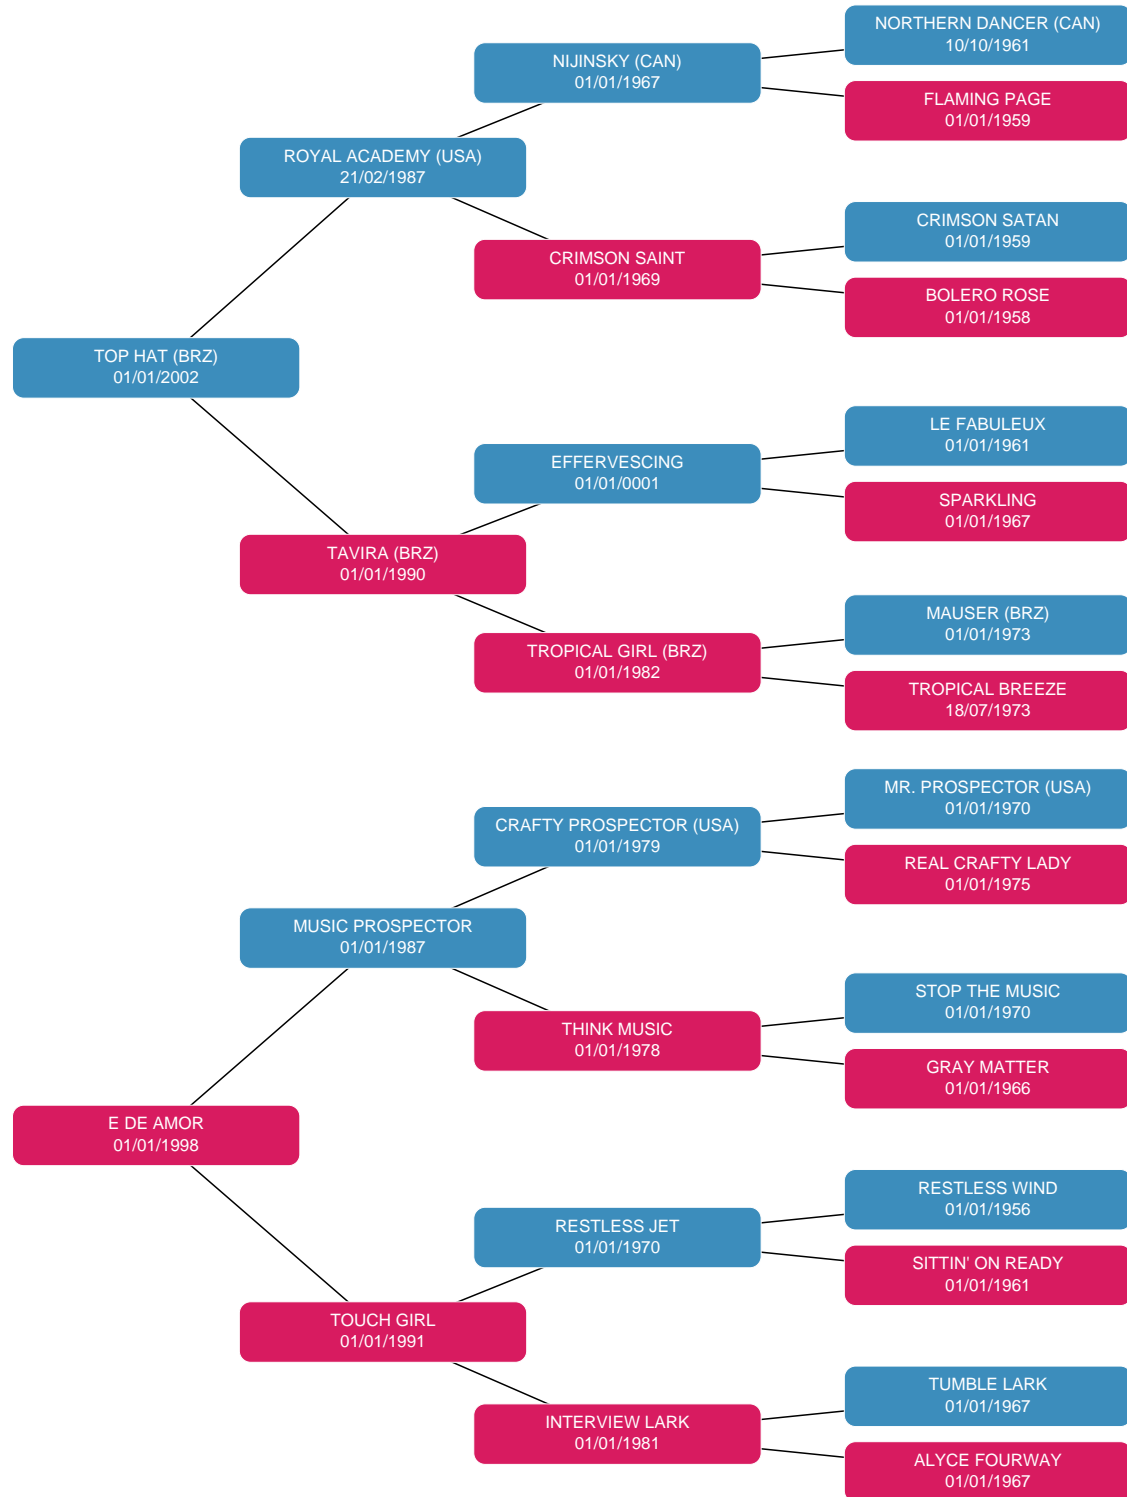 NORTHERN DANCER (CAN)
10/10/1961
NIJINSKY (CAN)
01/01/1967
FLAMING PAGE
01/01/1959
ROYAL ACADEMY (USA)
21/02/1987
CRIMSON SATAN
01/01/1959
CRIMSON SAINT
01/01/1969
BOLERO ROSE
01/01/1958
TOP HAT (BRZ)
01/01/2002
LE FABULEUX
01/01/1961
EFFERVESCING
01/01/0001
SPARKLING
01/01/1967
TAVIRA (BRZ)
01/01/1990
MAUSER (BRZ)
01/01/1973
TROPICAL GIRL (BRZ)
01/01/1982
TROPICAL BREEZE
18/07/1973
MR. PROSPECTOR (USA)
01/01/1970
CRAFTY PROSPECTOR (USA)
01/01/1979
REAL CRAFTY LADY
01/01/1975
MUSIC PROSPECTOR
01/01/1987
STOP THE MUSIC
01/01/1970
THINK MUSIC
01/01/1978
GRAY MATTER
01/01/1966
E DE AMOR
01/01/1998
RESTLESS WIND
01/01/1956
RESTLESS JET
01/01/1970
SITTIN' ON READY
01/01/1961
TOUCH GIRL
01/01/1991
TUMBLE LARK
01/01/1967
INTERVIEW LARK
01/01/1981
ALYCE FOURWAY
01/01/1967